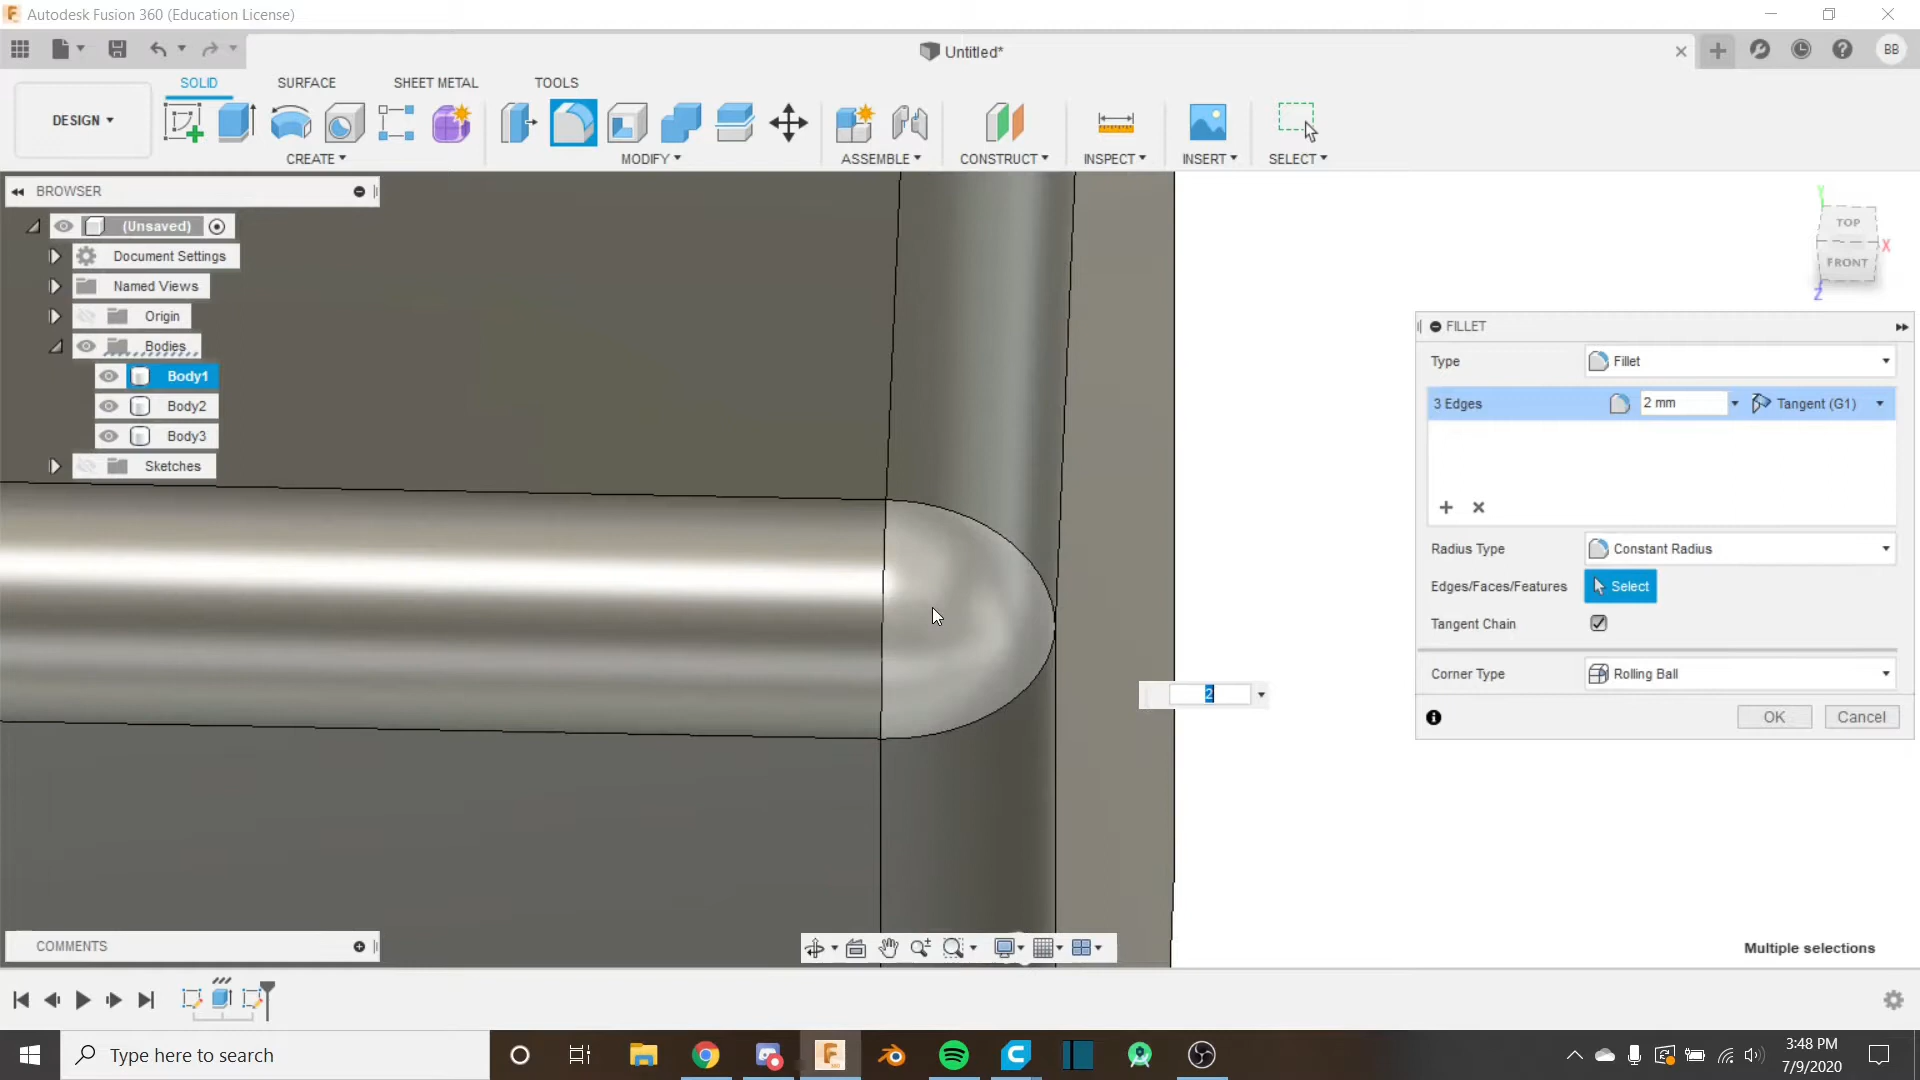 Autodesk Fusion 360 (Education License)
Untitled*
BB
DESIGN
SOLID
SURFACE
SHEET METAL
TOOLS
CREATE
MODIFY
ASSEMBLE
CONSTRUCT
INSPECT
INSERT
SELECT
BROWSER
(Unsaved)
Document Settings
Named Views
Origin
Bodies
Body1
Body2
Body3
Sketches
Y
TOP
X
FRONT
Z
FILLET
Type
Fillet
3 Edges
2 mm
Tangent (G1)
Radius Type
Constant Radius
Edges/Faces/Features
Select
Tangent Chain
Corner Type
Rolling Ball
OK
Cancel
2
COMMENTS
Multiple selections
Type here to search
3:48 PM
7/9/2020